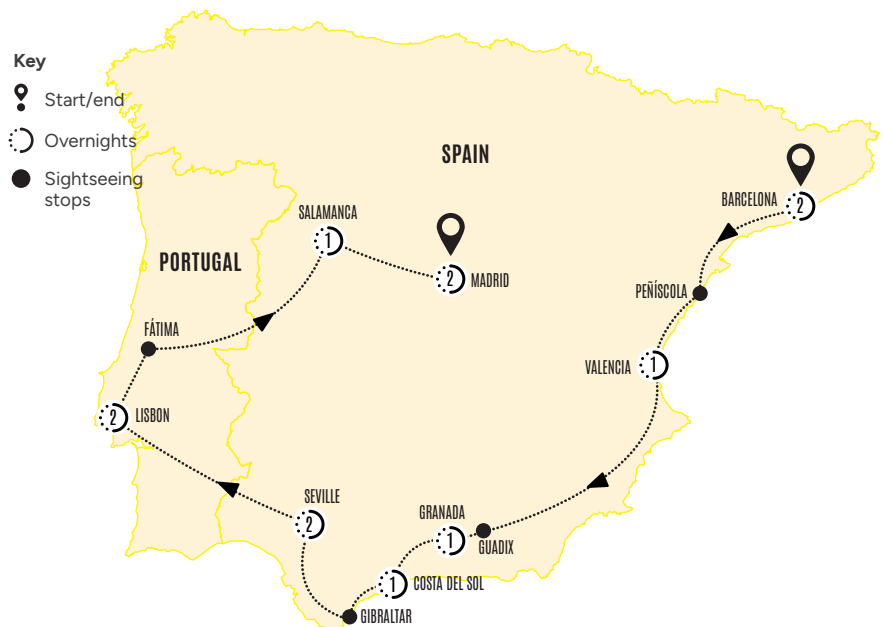 Key
Start/end
Overnights
Sightseeing
stops
SPAIN
PORTUGAL
BARCELONA
2
SALAMANCA
1
2
MADRID
PEÑÍSCOLA
FÁTIMA
VALENCIA
1
2
LISBON
SEVILLE
2
GRANADA
1
GUADIX
1
COSTA DEL SOL
GIBRALTAR